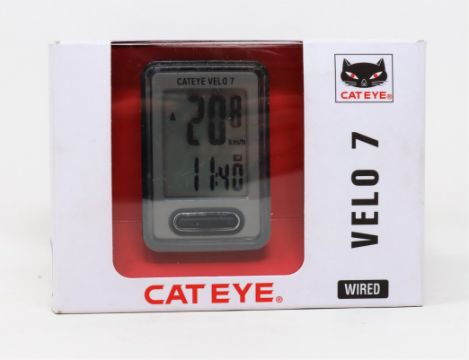 CATEYE VELO 7
20.8
km/h
11:40
CATEYE®
CATEYE®
VELO 7
WIRED